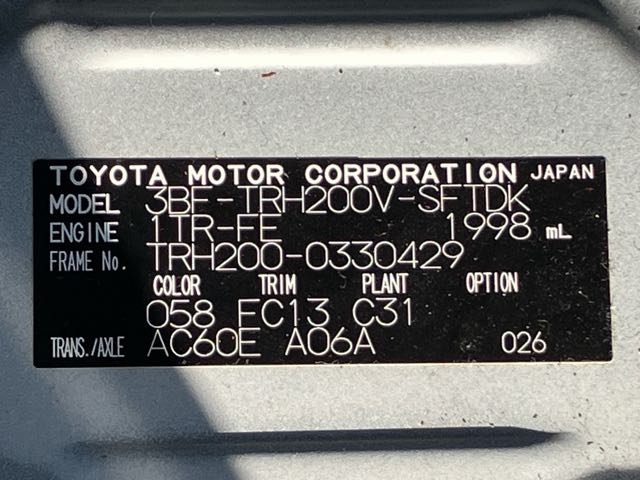 TOYOTA MOTOR CORPORATION JAPAN
MODEL 3BF-TRH200V-SFTDK
ENGINE 1TR-FE 1998 mL
FRAME No. TRH200-0330429
COLOR TRIM PLANT OPTION
058 FC13 C31
TRANS./AXLE AC60E A06A 026